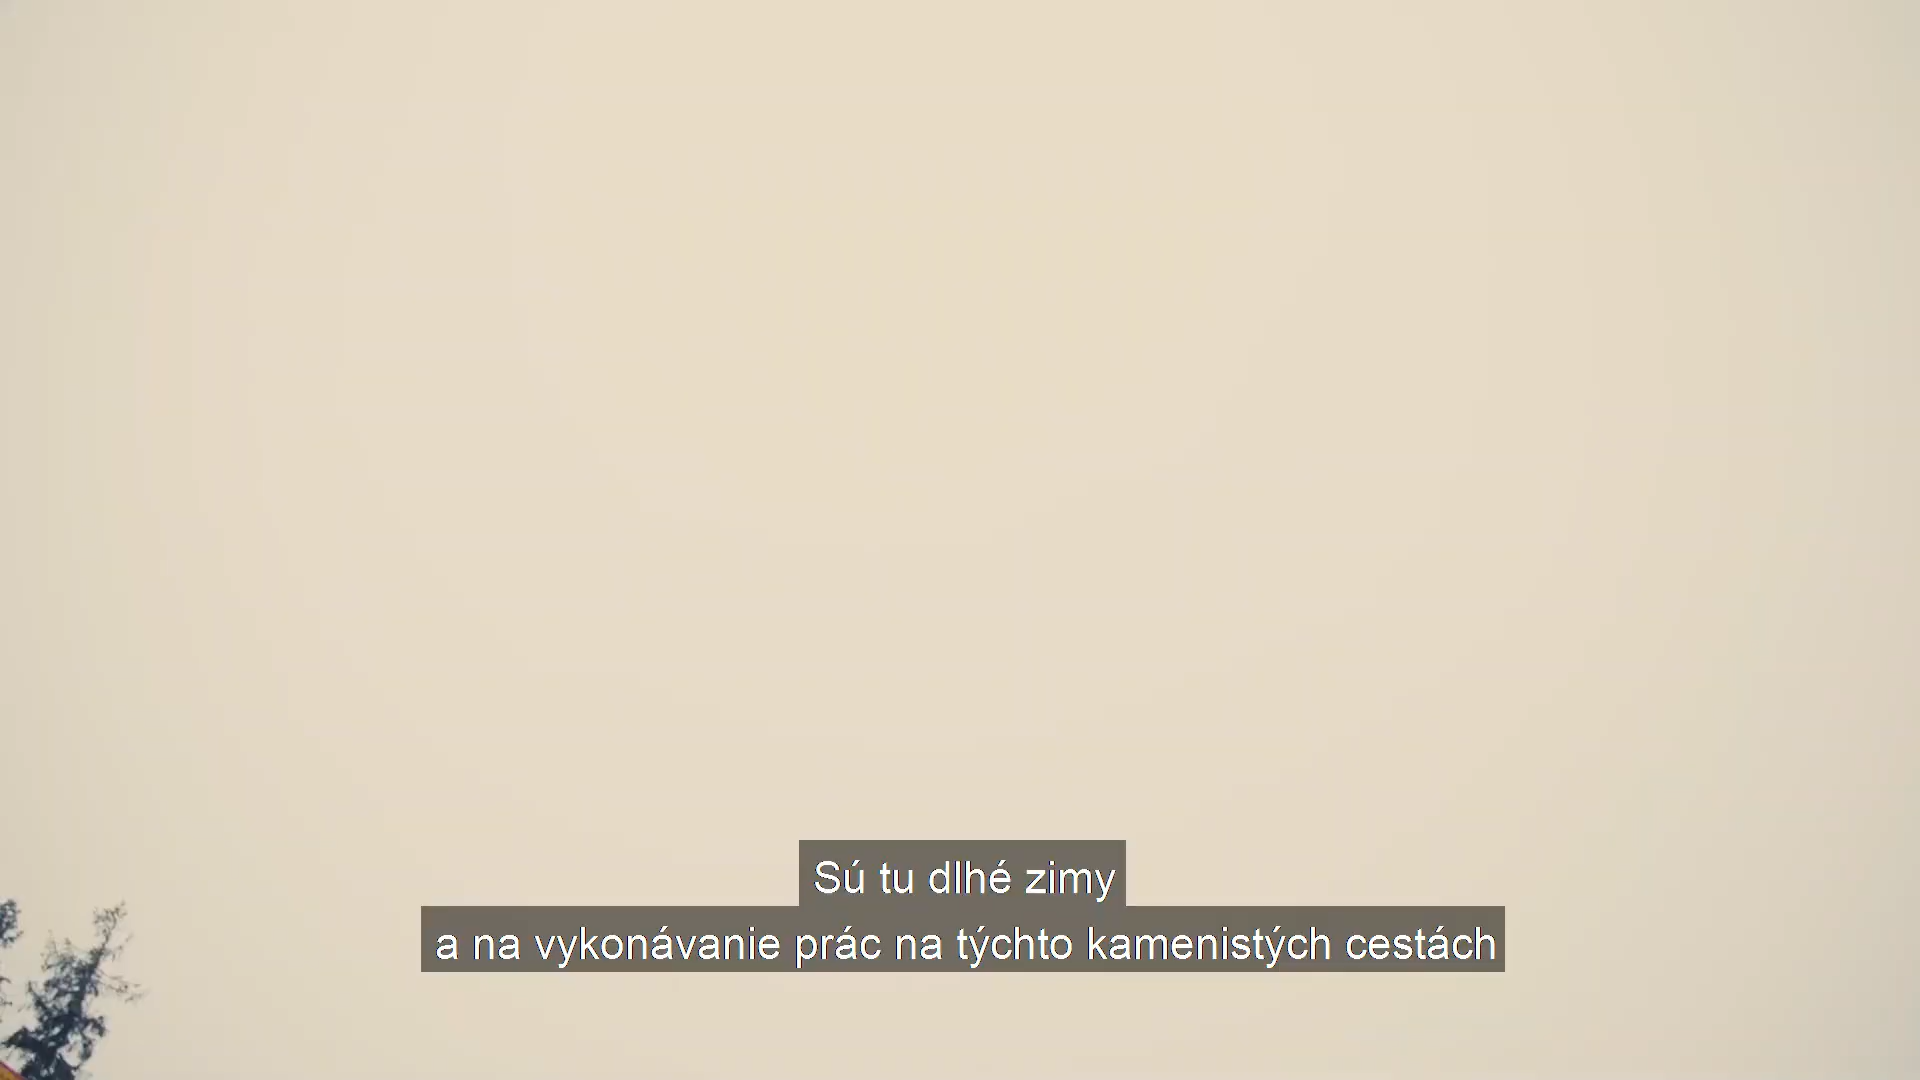 Sú tu dlhé zimy
a na vykonávanie prác na týchto kamenistých cestách